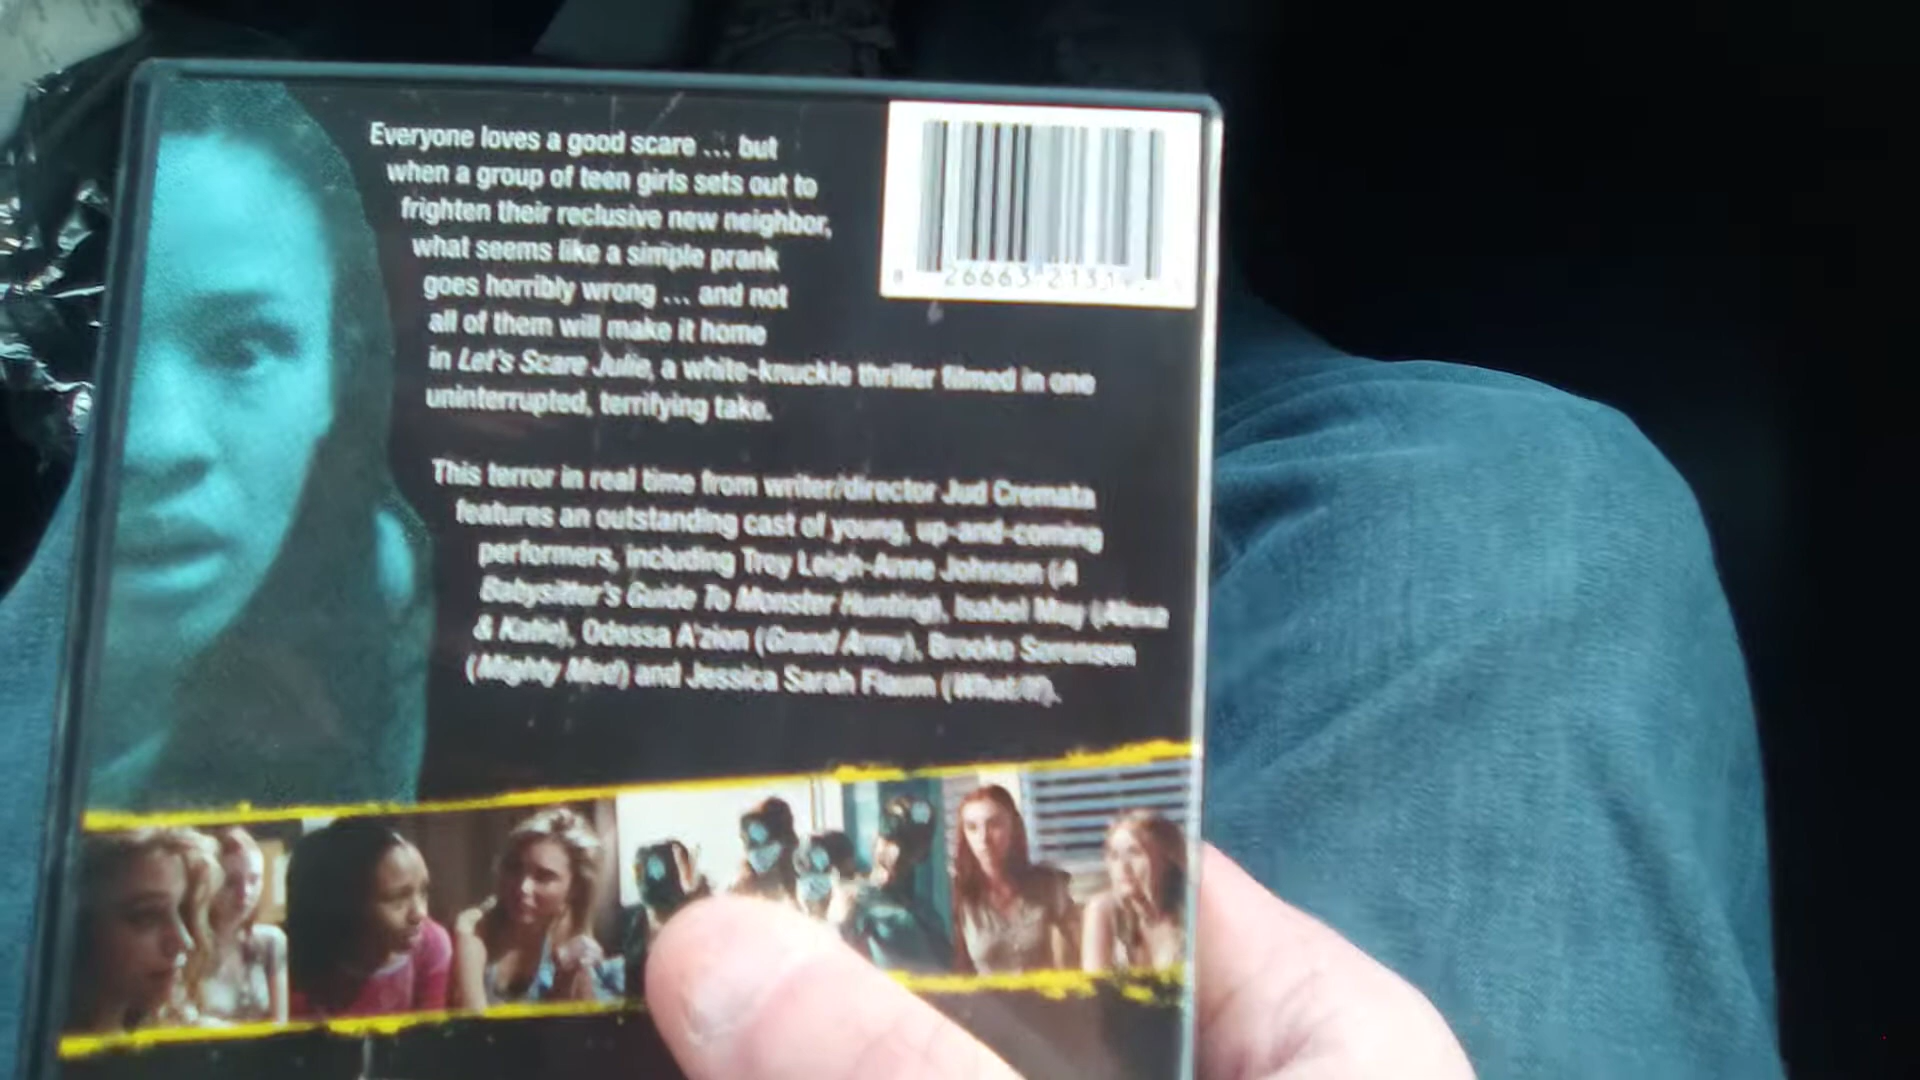 Everyone loves a good scare ... but
when a group of teen girls sets out to
frighten their reclusive new neighbor,
what seems like a simple prank
goes horribly wrong ... and not
all of them will make it home
in Let's Scare Julie, a white-knuckle thriller filmed in one
uninterrupted, terrifying take.
This terror in real time from writer/director Jud Cremata
features an outstanding cast of young, up-and-coming
performers, including Troy Leigh-Anne Johnson (A
Babysitter's Guide To Monster Hunting), Isabel May (Alexa
& Katie), Odessa A'zion (Grand Army), Brooke Sorenson
(Mighty Med) and Jessica Sarah Flaum (What/If).
8 26663